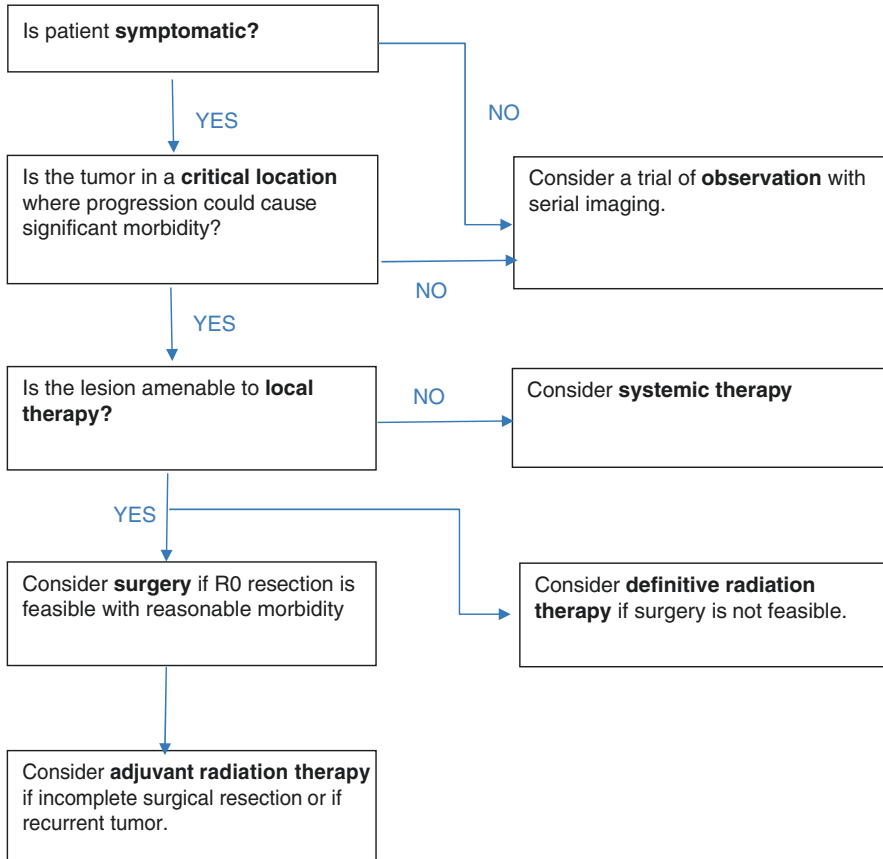 Is patient symptomatic?
YES
NO
Is the tumor in a critical location
where progression could cause
significant morbidity?
Consider a trial of observation with
serial imaging.
NO
YES
Is the lesion amenable to local
therapy?
NO
Consider systemic therapy
YES
Consider surgery if R0 resection is
feasible with reasonable morbidity
Consider definitive radiation
therapy if surgery is not feasible.
Consider adjuvant radiation therapy
if incomplete surgical resection or if
recurrent tumor.